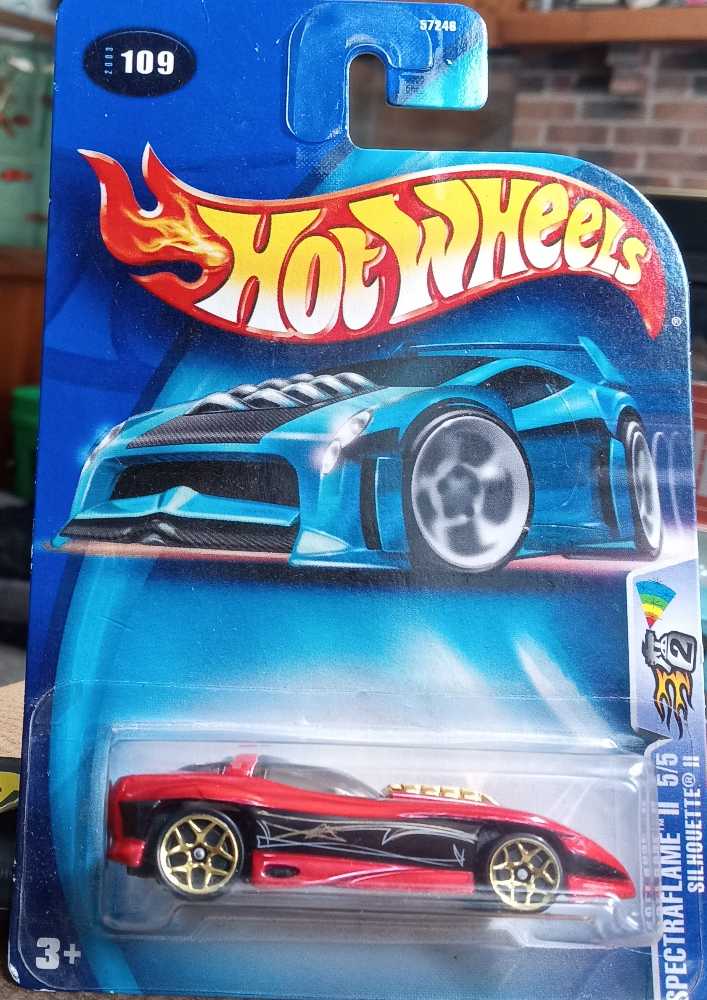 57248
2003
109
HOT WHEELS
®
2
SPECTRAFLAME™ II 5/5
SILHOUETTE® II
3+